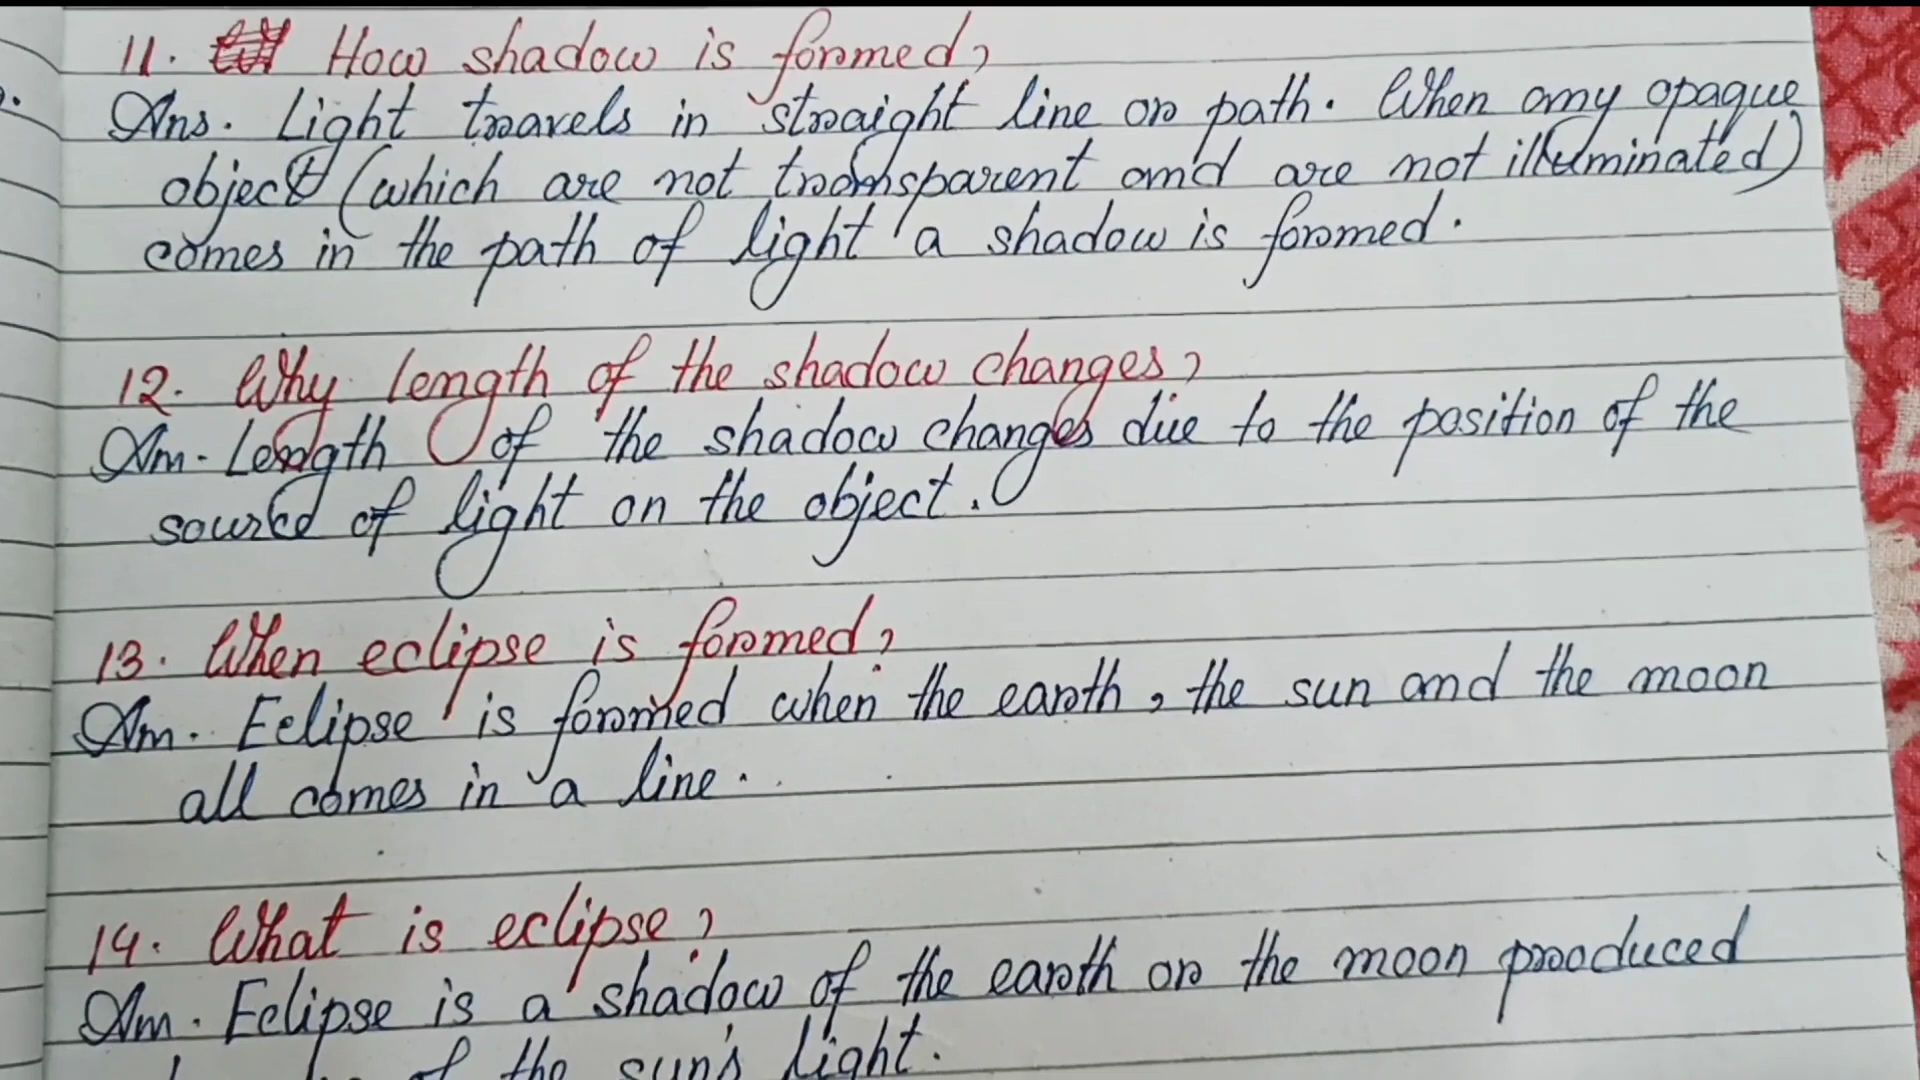 11. How shadow is formed?
Ans. Light travels in straight line or path. When any opaque
object (which are not transparent and are not illuminated)
comes in the path of light a shadow is formed.
12. Why length of the shadow changes?
Ans. Length of the shadow changes due to the position of the
source of light on the object.
13. When eclipse is formed?
Ans. Eclipse is formed when the earth, the sun and the moon
all comes in a line.
14. What is eclipse?
Ans. Eclipse is a shadow of the earth or the moon produced
of the sun's light.